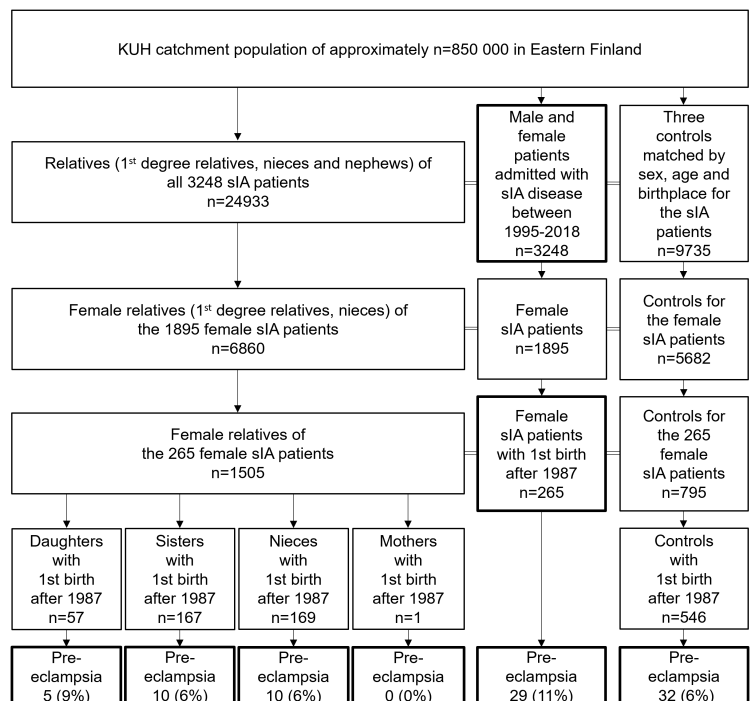 KUH catchment population of approximately n=850 000 in Eastern Finland
Relatives (1st degree relatives, nieces and nephews) of
all 3248 sIA patients
n=24933
Male and
female
patients
admitted with
sIA disease
between
1995-2018
n=3248
Three
controls
matched by
sex, age and
birthplace for
the sIA
patients
n=9735
Female relatives (1st degree relatives, nieces) of
the 1895 female sIA patients
n=6860
Female
sIA patients
n=1895
Controls for
the female
sIA patients
n=5682
Female relatives of
the 265 female sIA patients
n=1505
Female
sIA patients
with 1st birth
after 1987
n=265
Controls for
the 265
female
sIA patients
n=795
Daughters
with
1st birth
after 1987
n=57
Sisters
with
1st birth
after 1987
n=167
Nieces
with
1st birth
after 1987
n=169
Mothers
with
1st birth
after 1987
n=1
Controls
with
1st birth
after 1987
n=546
Pre-
eclampsia
5 (9%)
Pre-
eclampsia
10 (6%)
Pre-
eclampsia
10 (6%)
Pre-
eclampsia
0 (0%)
Pre-
eclampsia
29 (11%)
Pre-
eclampsia
32 (6%)